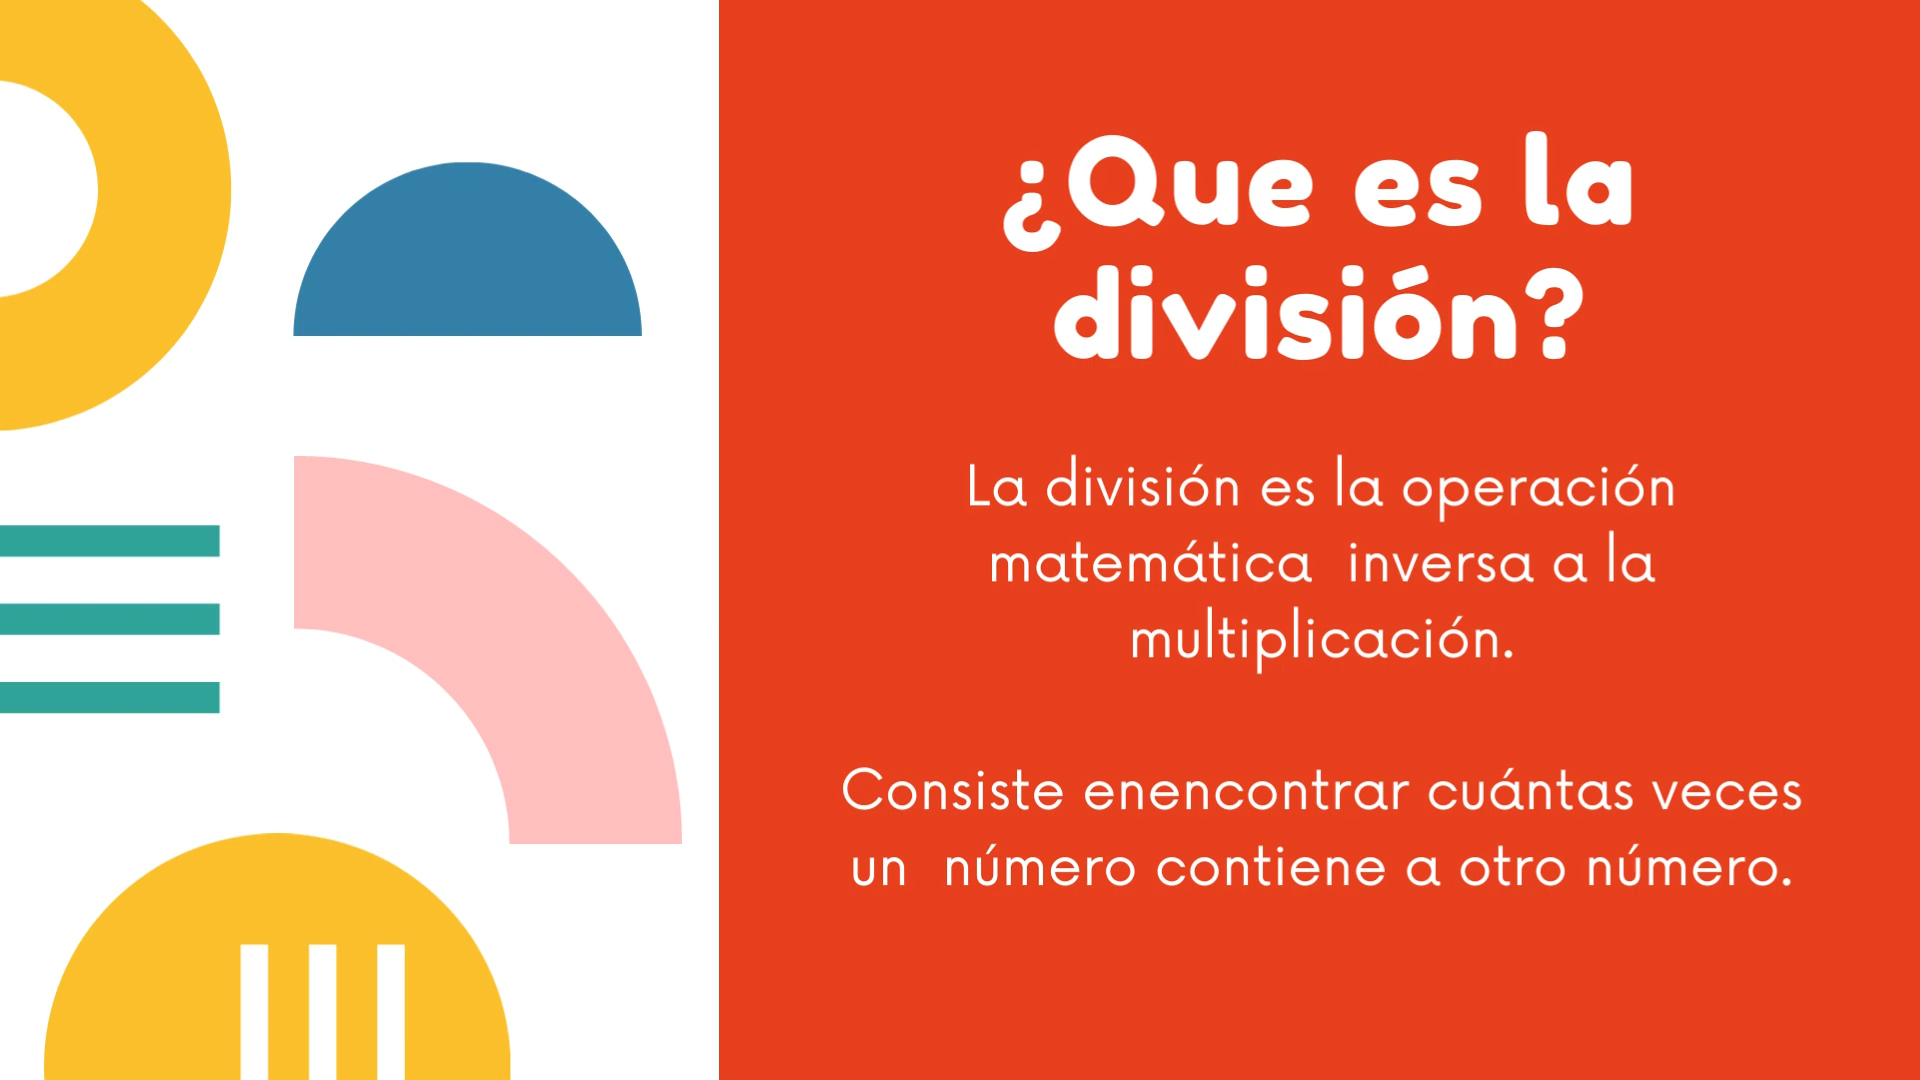 ¿Que es la
división?
La división es la operación
matemática  inversa a la
multiplicación.
Consiste enencontrar cuántas veces
un  número contiene a otro número.